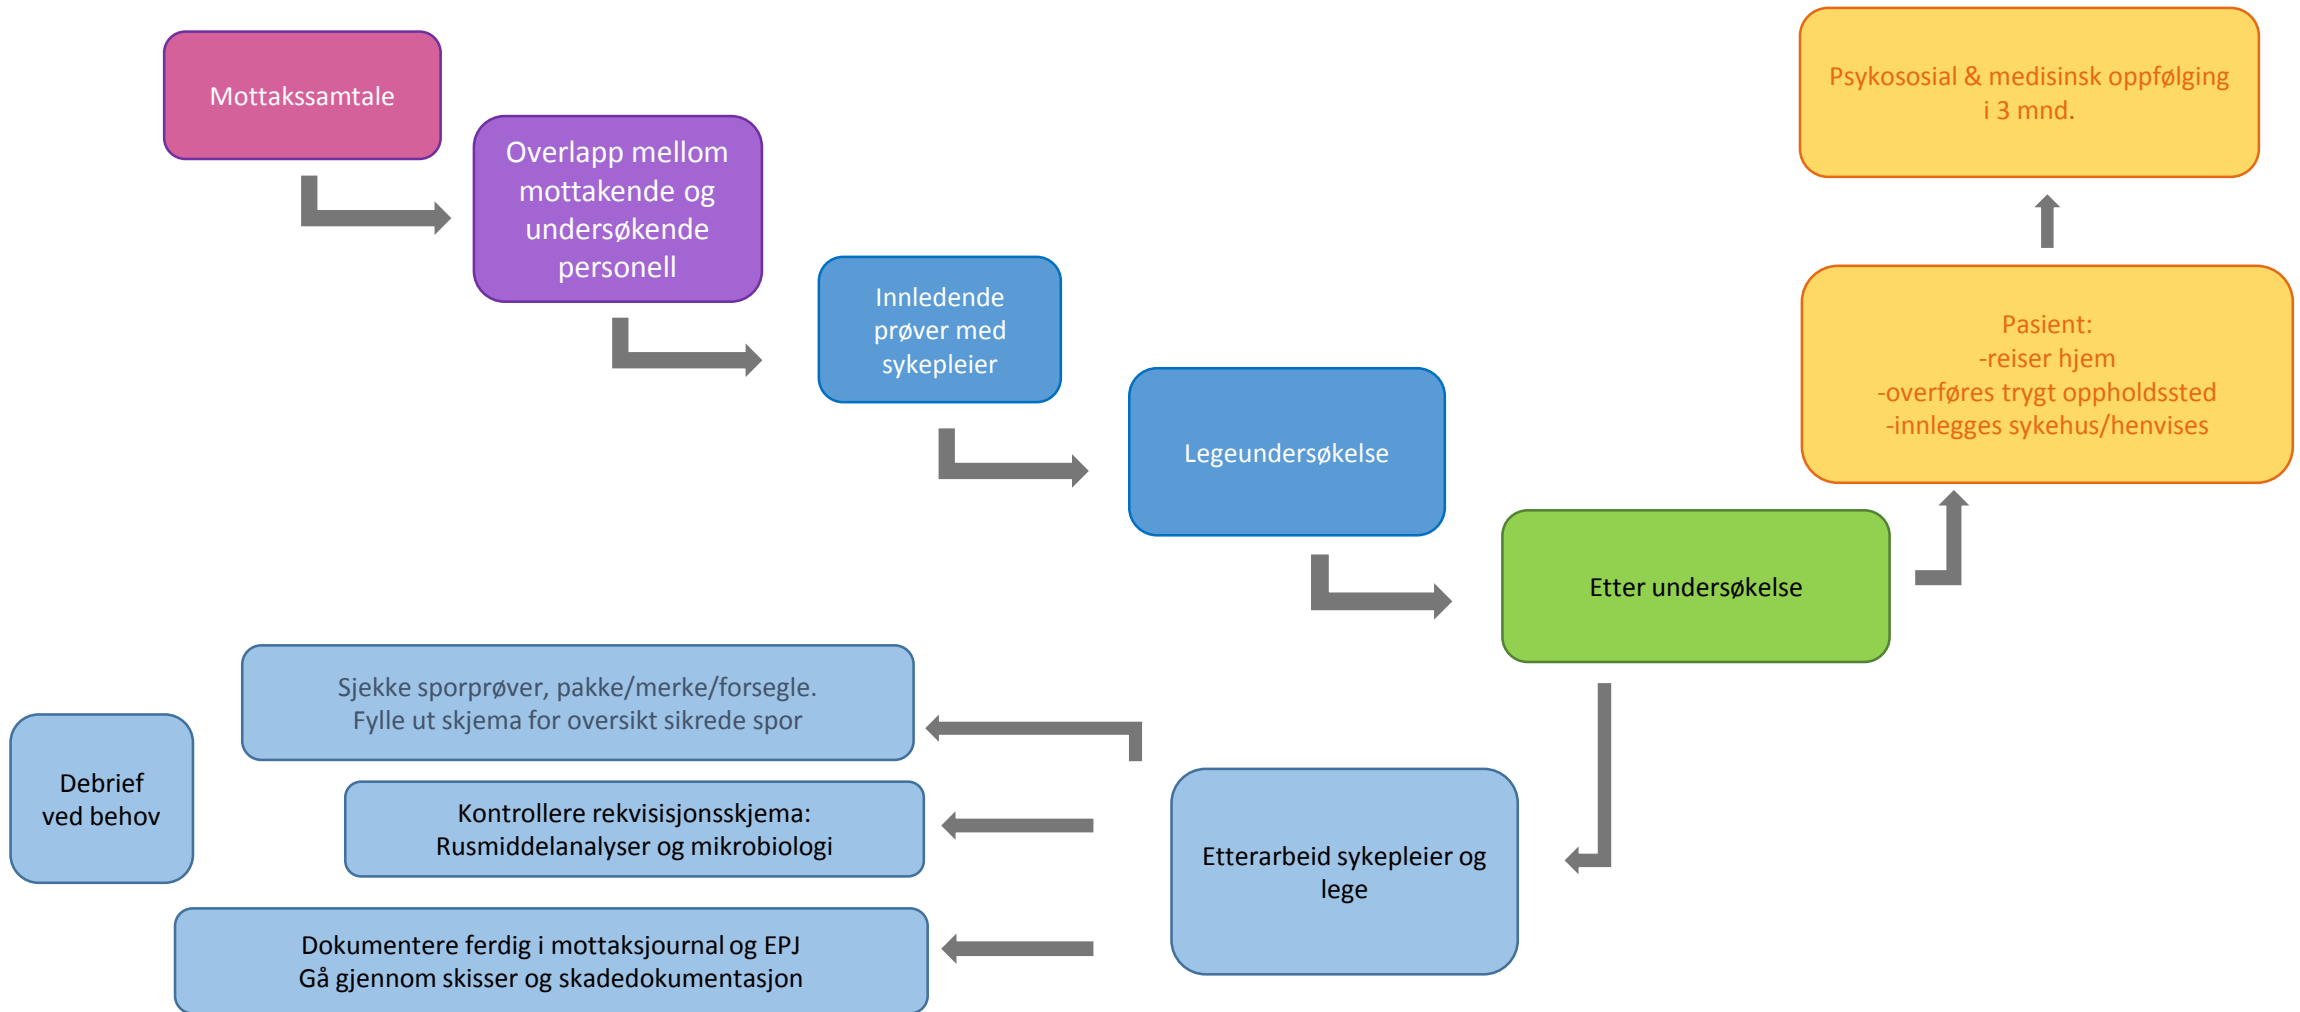 Mottakssamtale
Overlapp mellom
mottakende og
undersøkende
personell
Innledende
prøver med
sykepleier
Legeundersøkelse
Etter undersøkelse
Psykososial & medisinsk oppfølging
i 3 mnd.
Pasient:
-reiser hjem
-overføres trygt oppholdssted
-innlegges sykehus/henvises
Etterarbeid sykepleier og
lege
Sjekke sporprøver, pakke/merke/forsegle.
Fylle ut skjema for oversikt sikrede spor
Kontrollere rekvisisjonsskjema:
Rusmiddelanalyser og mikrobiologi
Dokumentere ferdig i mottaksjournal og EPJ
Gå gjennom skisser og skadedokumentasjon
Debrief
ved behov